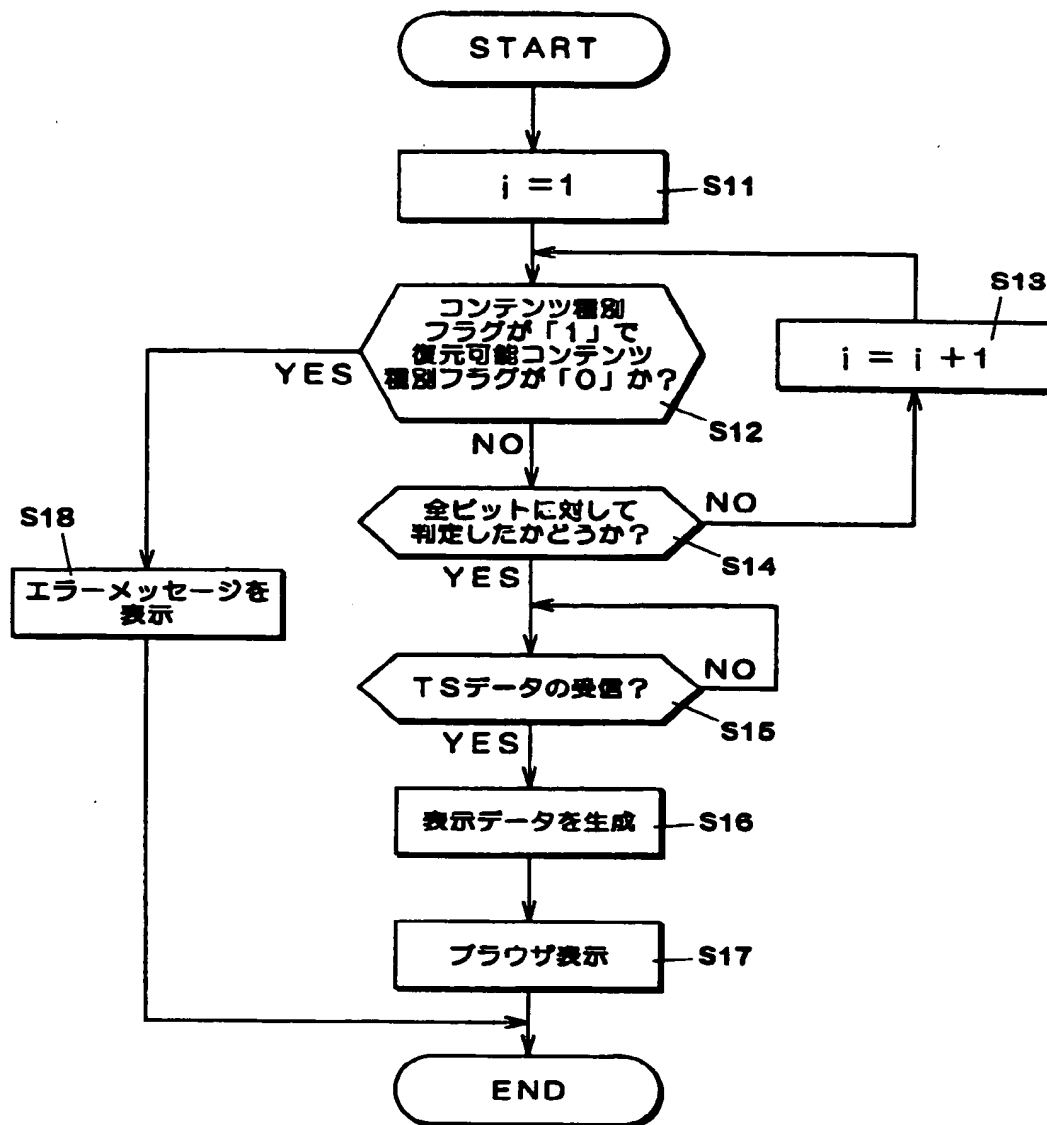 START
i = 1
S11
S13
i = i + 1
コンテンツ種別
フラグが「1」で
復元可能コンテンツ
種別フラグが「0」か?
YES
S12
NO
全ビットに対して
判定したかどうか?
NO
S14
YES
S18
エラーメッセージを
表示
TSデータの受信?
NO
S15
YES
表示データを生成
S16
ブラウザ表示
S17
END